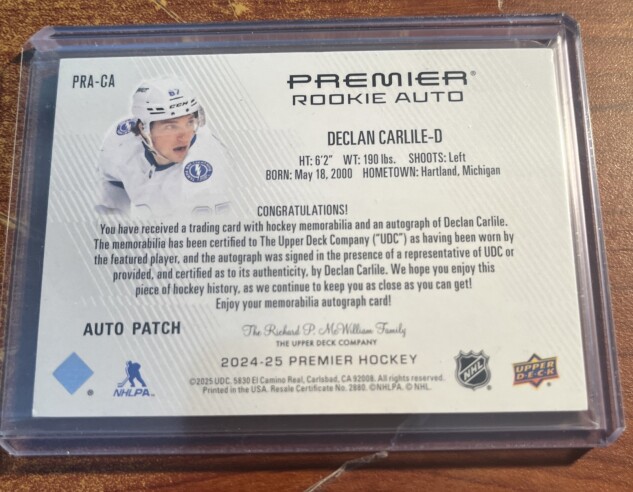 PRA-CA
PREMIER®
ROOKIE AUTO
67
CCM
DECLAN CARLILE-D
HT: 6'2" WT: 190 lbs. SHOOTS: Left
BORN: May 18, 2000 HOMETOWN: Hartland, Michigan
CONGRATULATIONS!
You have received a trading card with hockey memorabilia and an autograph of Declan Carlile.
The memorabilia has been certified to The Upper Deck Company ("UDC") as having been worn by
the featured player, and the autograph was signed in the presence of a representative of UDC or
provided, and certified as to its authenticity, by Declan Carlile. We hope you enjoy this
piece of hockey history, as we continue to keep you as close as you can get!
Enjoy your memorabilia autograph card!
AUTO PATCH
The Richard P. McWilliam Family
THE UPPER DECK COMPANY
2024-25 PREMIER HOCKEY
NHLPA
©2025 UDC. 5830 El Camino Real, Carlsbad, CA 92008. All rights reserved.
Printed in the USA. Resale Certificate No. 2880. ©NHLPA. © NHL.
NHL
UPPER
DECK